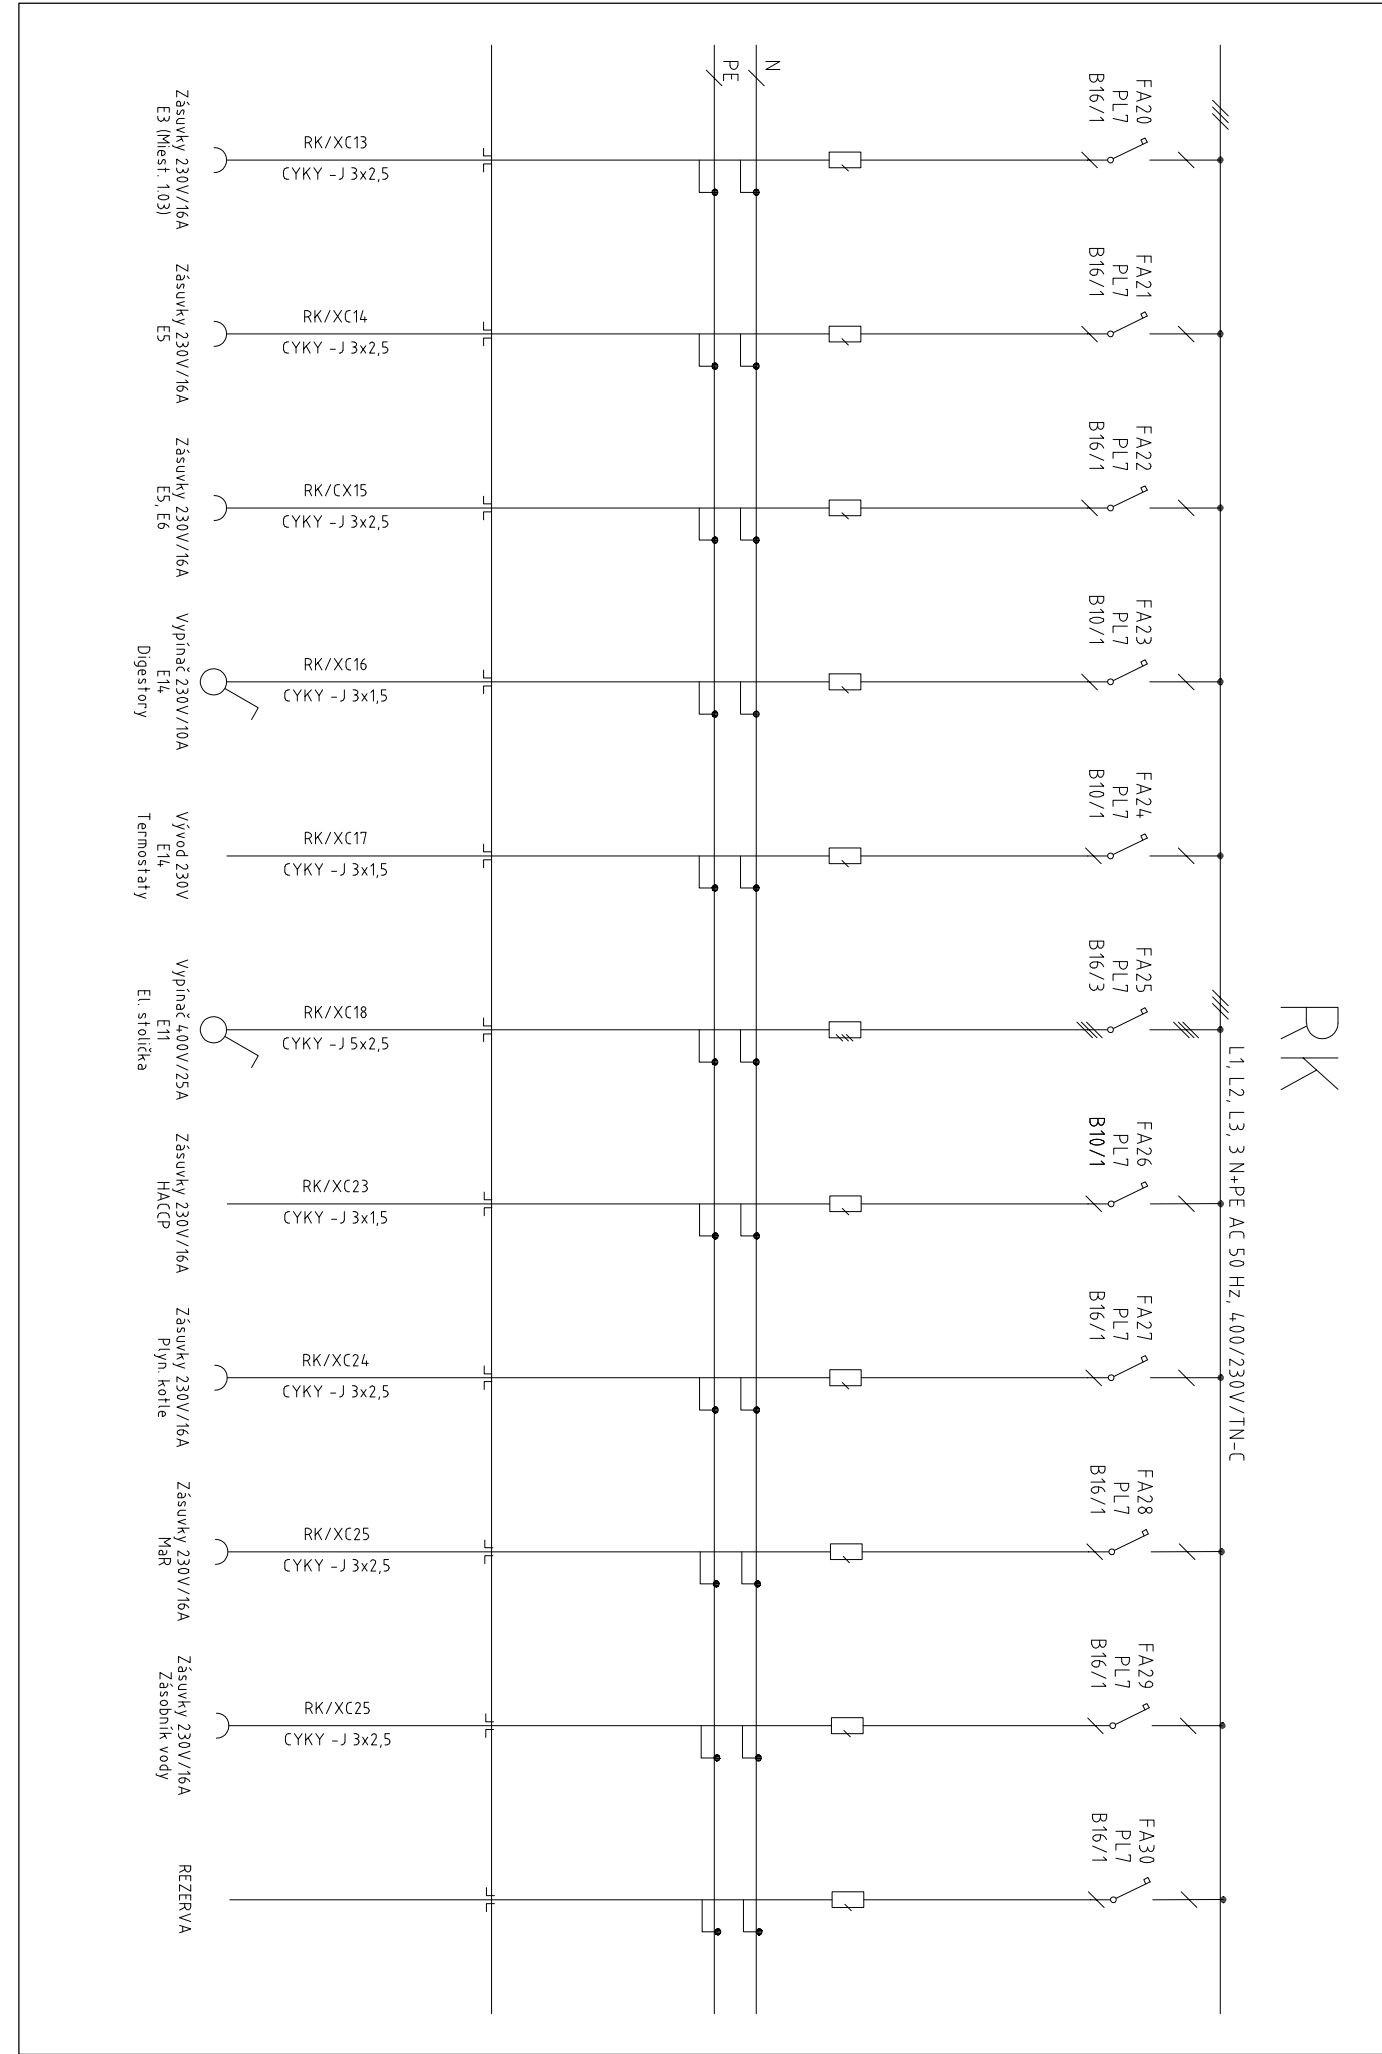 RK
L1, L2, L3, 3 N+PE AC 50 Hz, 400/230V/TN-C
N
PE
FA20
PL7
B16/1
RK/XC13
CYKY -J 3x2,5
Zásuvky 230V/16A
E3 (Miest. 1.03)
FA21
PL7
B16/1
RK/XC14
CYKY -J 3x2,5
Zásuvky 230V/16A
E5
FA22
PL7
B16/1
RK/CX15
CYKY -J 3x2,5
Zásuvky 230V/16A
E5, E6
FA23
PL7
B10/1
RK/XC16
CYKY -J 3x1,5
Vypínač 230V/10A
E14
Digestory
FA24
PL7
B10/1
RK/XC17
CYKY -J 3x1,5
Vývod 230V
E14
Termostaty
FA25
PL7
B16/3
RK/XC18
CYKY -J 5x2,5
Vypínač 400V/25A
E11
El. stolička
FA26
PL7
B10/1
RK/XC23
CYKY -J 3x1,5
Zásuvky 230V/16A
HACCP
FA27
PL7
B16/1
RK/XC24
CYKY -J 3x2,5
Zásuvky 230V/16A
Plyn. kotle
FA28
PL7
B16/1
RK/XC25
CYKY -J 3x2,5
Zásuvky 230V/16A
MaR
FA29
PL7
B16/1
RK/XC25
CYKY -J 3x2,5
Zásuvky 230V/16A
Zásobník vody
FA30
PL7
B16/1
REZERVA